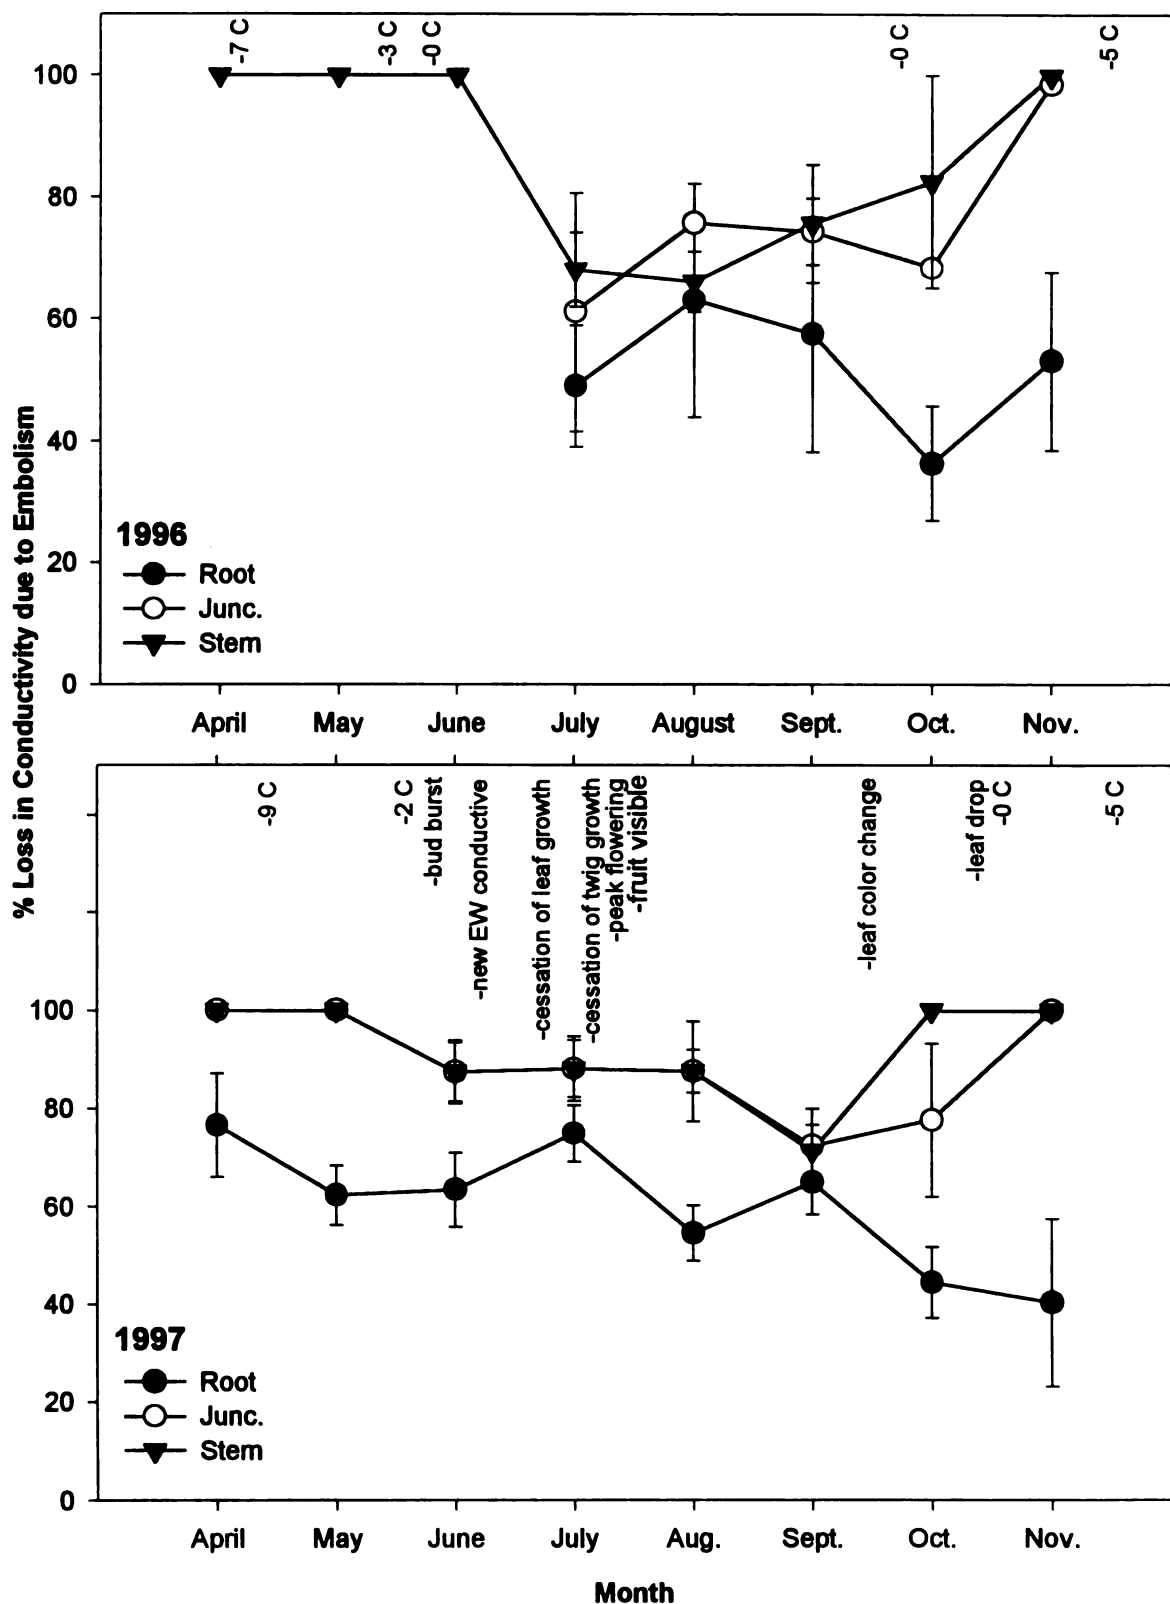 % Loss in Conductivity due to Embolism
-7 C
-3 C
-0 C
-0 C
-5 C
100
80
60
40
20
0
1996
Root
Junc.
Stem
April May June July August Sept. Oct. Nov.
-9 C
-2 C
-bud burst
-new EW conductive
-cessation of leaf growth
-cessation of twig growth
-peak flowering
-fruit visible
-leaf color change
-leaf drop
-0 C
-5 C
100
80
60
40
20
0
1997
Root
Junc.
Stem
April May June July Aug. Sept. Oct. Nov.
Month